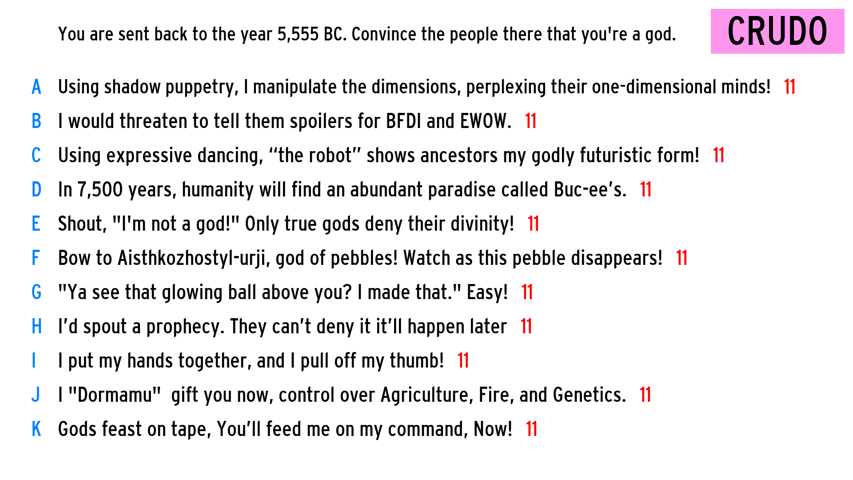 You are sent back to the year 5,555 BC. Convince the people there that you're a god.
CRUDO
A Using shadow puppetry, I manipulate the dimensions, perplexing their one-dimensional minds! 11
B I would threaten to tell them spoilers for BFDI and EWOW. 11
C Using expressive dancing, “the robot” shows ancestors my godly futuristic form! 11
D In 7,500 years, humanity will find an abundant paradise called Buc-ee’s. 11
E Shout, "I'm not a god!" Only true gods deny their divinity! 11
F Bow to Aisthkozhostyl-urji, god of pebbles! Watch as this pebble disappears! 11
G "Ya see that glowing ball above you? I made that." Easy! 11
H I’d spout a prophecy. They can’t deny it it’ll happen later 11
I I put my hands together, and I pull off my thumb! 11
J I "Dormamu"  gift you now, control over Agriculture, Fire, and Genetics. 11
K Gods feast on tape, You’ll feed me on my command, Now! 11